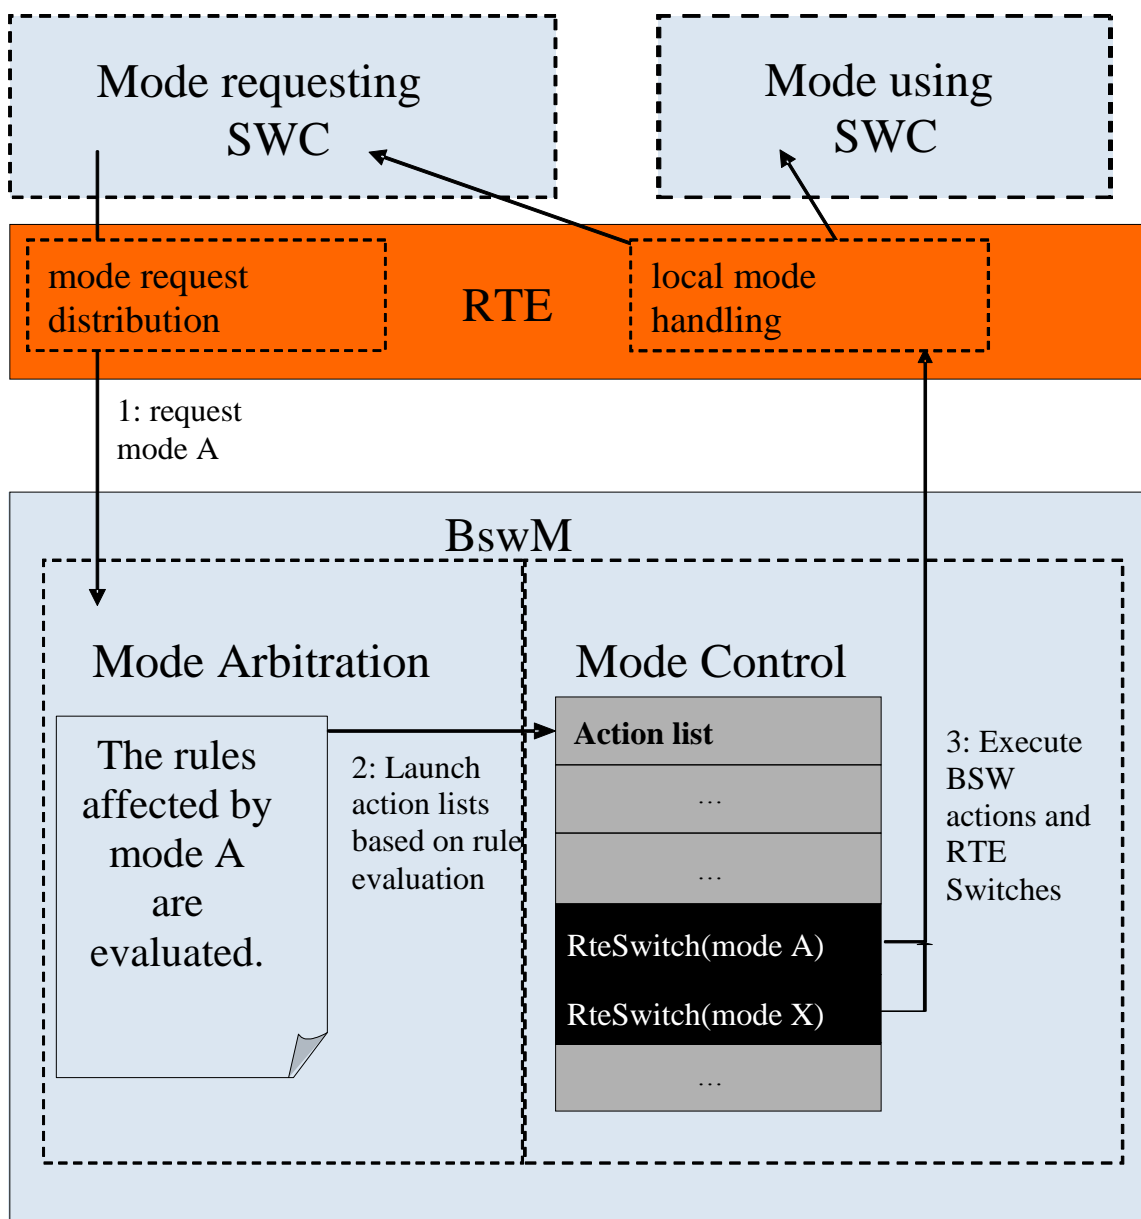 Mode requesting
SWC
Mode using
SWC
mode request
distribution
RTE
local mode
handling
1: request
mode A
BswM
Mode Arbitration
Mode Control
The rules
affected by
mode A
are
evaluated.
2: Launch
action lists
based on rule
evaluation
Action list
...
...
RteSwitch(mode A)
RteSwitch(mode X)
...
3: Execute
BSW
actions and
RTE
Switches